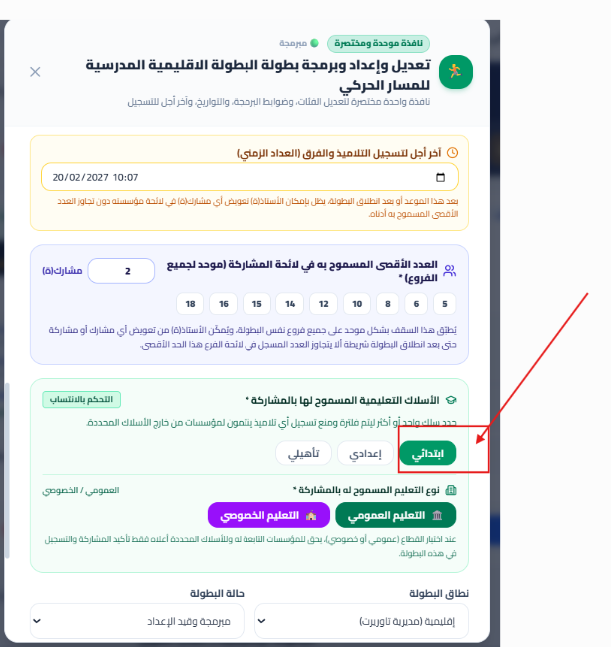 نافذة موحدة ومختصرة
مبرمجة
تعديل وإعداد وبرمجة بطولة البطولة الاقليمية المدرسية
للمسار الحركي
نافذة واحدة مختصرة لتعديل الفئات، وضوابط البرمجة، والتواريخ، وآخر أجل للتسجيل
آخر أجل لتسجيل التلاميذ والفرق (العداد الزمني)
20/02/2027 10:07
بعد هذا الموعد أو بعد انطلاق البطولة، يظل بإمكان الأستاذ(ة) تعويض أي مشارك(ة) في لائحة مؤسسته دون تجاوز العدد
الأقصى المسموح به أدناه.
العدد الأقصى المسموح به في لائحة المشاركة (موحد لجميع
الفروع) *
2
مشارك(ة)
5
6
8
10
12
14
15
16
18
يُطبّق هذا السقف بشكل موحد على جميع فروع نفس البطولة، ويُمكّن الأستاذ(ة) من تعويض أي مشارك أو مشاركة
حتى بعد انطلاق البطولة شريطة ألا يتجاوز العدد المسجل في لائحة الفرع هذا الحد الأقصى.
الأسلاك التعليمية المسموح لها بالمشاركة *
التحكم بالانتساب
حدد سلك واحد أو أكثر ليتم فلترة ومنع تسجيل أي تلاميذ ينتمون لمؤسسات من خارج الأسلاك المحددة.
ابتدائي
إعدادي
تأهيلي
نوع التعليم المسموح له بالمشاركة *
العمومي / الخصوصي
التعليم العمومي
التعليم الخصوصي
عند اختيار القطاع (عمومي أو خصوصي)، يحق للمؤسسات التابعة له وللأسلاك المحددة أعلاه فقط تأكيد المشاركة والتسجيل
في هذه البطولة.
نطاق البطولة
حالة البطولة
إقليمية (مديرية تاوريرت)
مبرمجة وقيد الإعداد